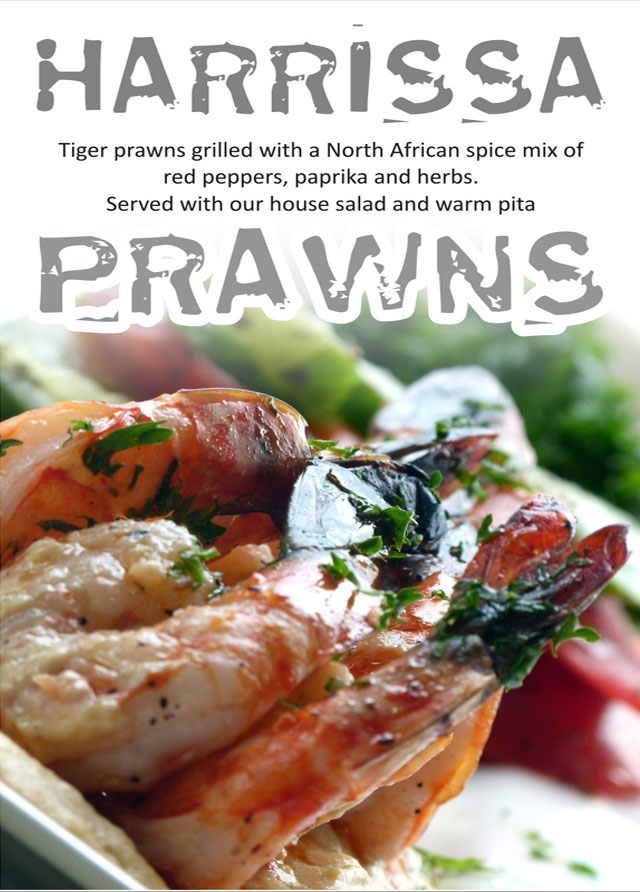 HARRISSA
Tiger prawns grilled with a North African spice mix of
red peppers, paprika and herbs.
Served with our house salad and warm pita
PRAWNS